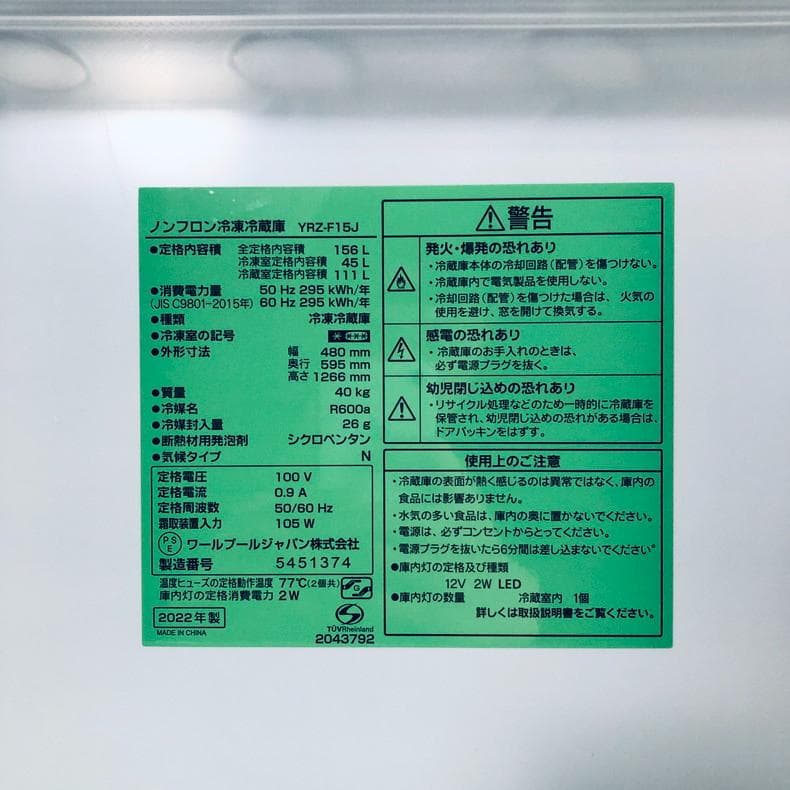 ノンフロン冷凍冷蔵庫 YRZ-F15J
●定格内容積 全定格内容積 156 L
冷凍室定格内容積 45 L
冷蔵室定格内容積 111 L
●消費電力量 50 Hz 295 kWh/年
(JIS C9801-2015年) 60 Hz 295 kWh/年
●種類 冷凍冷蔵庫
●冷凍室の記号
●外形寸法 幅 480 mm
奥行 595 mm
高さ 1266 mm
●質量 40 kg
●冷媒名 R600a
●冷媒封入量 26 g
●断熱材用発泡剤 シクロペンタン
●気候タイプ N
定格電圧 100 V
定格電流 0.9 A
定格周波数 50/60 Hz
霜取装置入力 105 W
PSE ワールプールジャパン株式会社
製造番号 5451374
温度ヒューズの定格動作温度 77℃(2個共)
庫内灯の定格消費電力 2W
G
2022年製
MADE IN CHINA
TÜVRheinland
2043792
警告
発火・爆発の恐れあり
・冷蔵庫本体の冷却回路(配管)を傷つけない。
・冷蔵庫内で電気製品を使用しない。
・冷却回路(配管)を傷つけた場合は、火気の
使用を避け、窓を開けて換気する。
感電の恐れあり
・冷蔵庫のお手入れのときは、
必ず電源プラグを抜く。
幼児閉じ込めの恐れあり
・リサイクル処理などのため一時的に冷蔵庫を
保管され、幼児閉じ込めの恐れがある場合は、
ドアパッキンをはずす。
使用上のご注意
・冷蔵庫の表面が熱く感じるのは異常ではなく、庫内の
食品には影響ありません。
・水気の多い食品は、庫内の奥に置かないでください。
・電源は、必ずコンセントからとってください。
・電源プラグを抜いたら6分間は差し込まないでください。
●庫内灯の定格及び種類
12V 2W LED
●庫内灯の数量 冷蔵室内 1個
詳しくは取扱説明書をご覧ください。